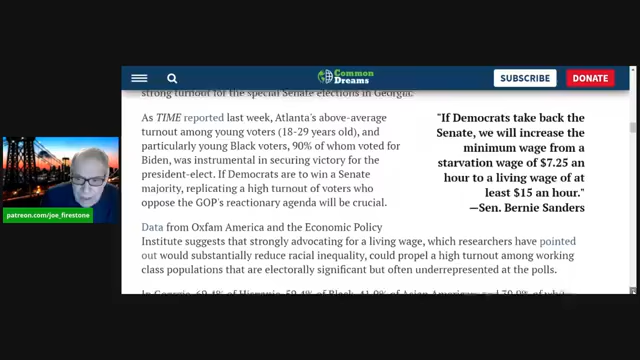 Common
Dreams
SUBSCRIBE
DONATE
strong turnout for the special Senate elections in Georgia.
As TIME reported last week, Atlanta's above-average
turnout among young voters (18-29 years old), and
particularly young Black voters, 90% of whom voted for
Biden, was instrumental in securing victory for the
president-elect. If Democrats are to win a Senate
majority, replicating a high turnout of voters who
oppose the GOP's reactionary agenda will be crucial.
"If Democrats take back the
Senate, we will increase the
minimum wage from a
starvation wage of $7.25 an
hour to a living wage of at
least $15 an hour."
—Sen. Bernie Sanders
Data from Oxfam America and the Economic Policy
Institute suggests that strongly advocating for a living wage, which researchers have pointed
out would substantially reduce racial inequality, could propel a high turnout among working
class populations that are electorally significant but often underrepresented at the polls.
In Georgia, of Hispanic, of Black, of Asian American, and of
patreon.com/joe_firestone